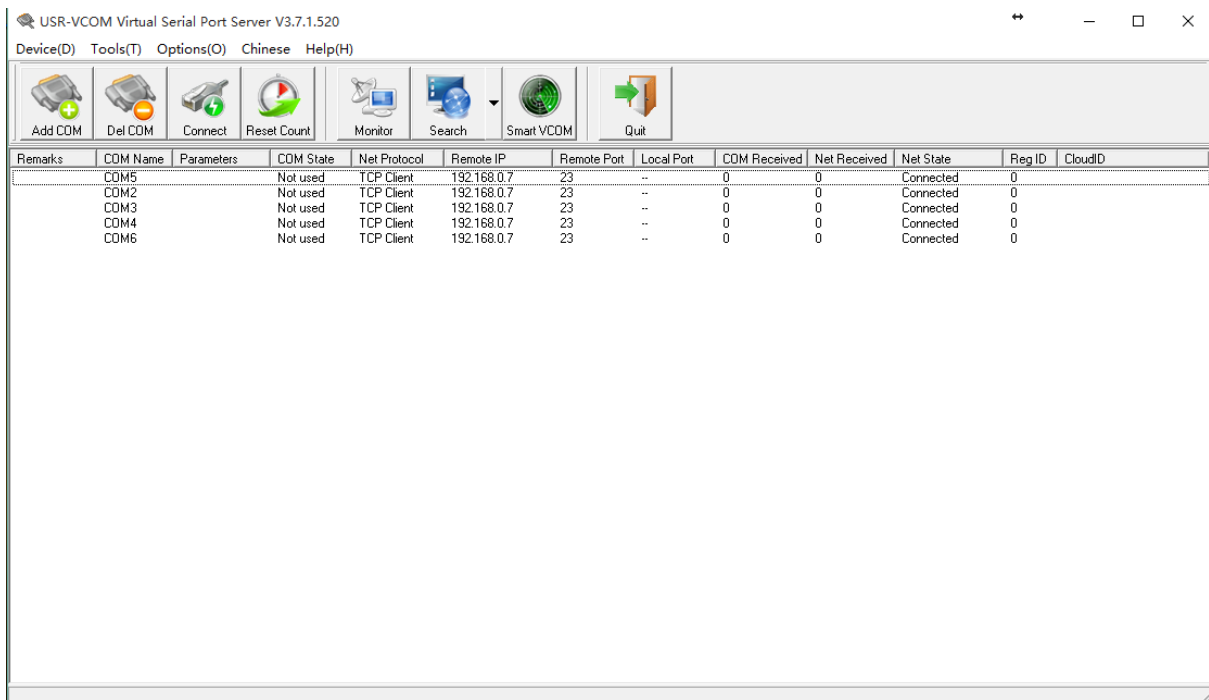 USR-VCOM Virtual Serial Port Server V3.7.1.520
Device(D) Tools(T) Options(O) Chinese Help(H)
Add COM Del COM Connect Reset Count Monitor Search Smart VCOM Quit
Remarks COM Name Parameters COM State Net Protocol Remote IP Remote Port Local Port COM Received Net Received Net State Reg ID CloudID
COM5 Not used TCP Client 192.168.0.7 23 -- 0 0 Connected 0
COM2 Not used TCP Client 192.168.0.7 23 -- 0 0 Connected 0
COM3 Not used TCP Client 192.168.0.7 23 -- 0 0 Connected 0
COM4 Not used TCP Client 192.168.0.7 23 -- 0 0 Connected 0
COM6 Not used TCP Client 192.168.0.7 23 -- 0 0 Connected 0